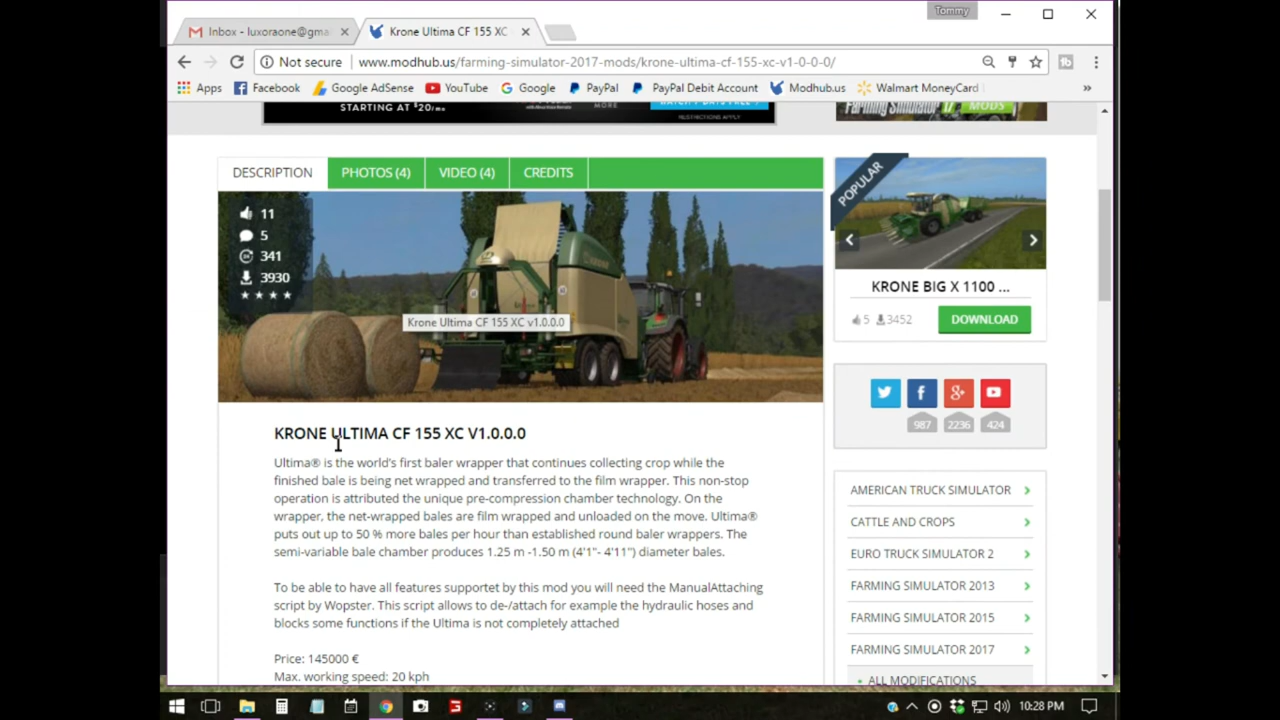 Tommy
Inbox - luxoraone@gma
Krone Ultima CF 155 XC
Not secure
www.modhub.us/farming-simulator-2017-mods/krone-ultima-cf-155-xc-v1-0-0-0/
Apps Facebook Google AdSense YouTube Google PayPal PayPal Debit Account Modhub.us Walmart MoneyCard »
STARTING AT $20/mo
MORE
RESTRICTIONS APPLY
MODS
DESCRIPTION PHOTOS (4) VIDEO (4) CREDITS
POPULAR
11
5
341
3930
Krone Ultima CF 155 XC v1.0.0.0
KRONE BIG X 1100 ...
5 3452 DOWNLOAD
987 2236 424
KRONE ULTIMA CF 155 XC V1.0.0.0
Ultima® is the world's first baler wrapper that continues collecting crop while the
finished bale is being net wrapped and transferred to the film wrapper. This non-stop
operation is attributed the unique pre-compression chamber technology. On the
wrapper, the net-wrapped bales are film wrapped and unloaded on the move. Ultima®
puts out up to 50 % more bales per hour than established round baler wrappers. The
semi-variable bale chamber produces 1.25 m -1.50 m (4'1"- 4'11") diameter bales.
To be able to have all features supportet by this mod you will need the ManualAttaching
script by Wopster. This script allows to de-/attach for example the hydraulic hoses and
blocks some functions if the Ultima is not completely attached
Price: 145000 €
Max. working speed: 20 kph
AMERICAN TRUCK SIMULATOR
CATTLE AND CROPS
EURO TRUCK SIMULATOR 2
FARMING SIMULATOR 2013
FARMING SIMULATOR 2015
FARMING SIMULATOR 2017
ALL MODIFICATIONS
10:28 PM